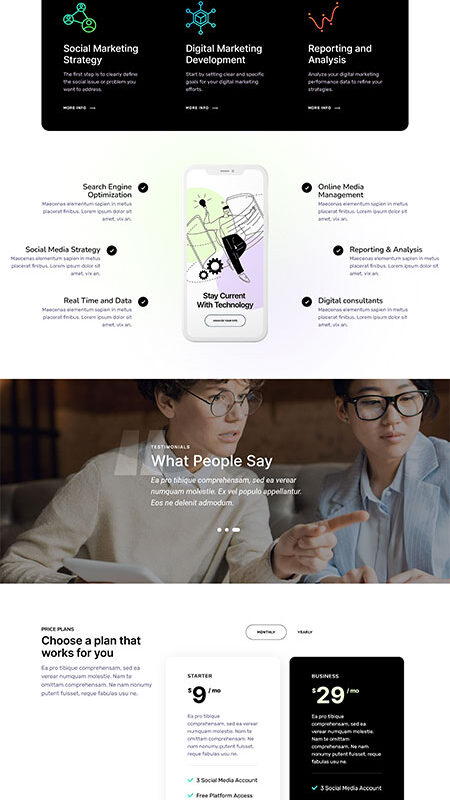 Social Marketing
Strategy
The first step is to clearly define
the social issue or problem you
want to address.
MORE INFO
Digital Marketing
Development
Start by setting clear and specific
goals for your digital marketing
efforts.
MORE INFO
Reporting and
Analysis
Analyze your digital marketing
performance data to refine your
strategies.
MORE INFO
Search Engine
Optimization
Maecenas elementum sapien in metus
placerat finibus. Lorem ipsum dolor sit
amet, vix an.
Social Media Strategy
Maecenas elementum sapien in metus
placerat finibus. Lorem ipsum dolor sit
amet, vix an.
Real Time and Data
Maecenas elementum sapien in metus
placerat finibus. Lorem ipsum dolor sit
amet, vix an.
Stay Current
With Technology
Online Media
Management
Maecenas elementum sapien in metus
placerat finibus. Lorem ipsum dolor sit
amet, vix an.
Reporting & Analysis
Maecenas elementum sapien in metus
placerat finibus. Lorem ipsum dolor sit
amet, vix an.
Digital consultants
Maecenas elementum sapien in metus
placerat finibus. Lorem ipsum dolor sit
amet, vix an.
TESTIMONIALS
What People Say
Ea pro tibique comprehensam, sed ea verear
numquam molestie. Ex vel populo appellantur.
Eos ne delenit admodum.
PRICE PLANS
Choose a plan that
works for you
Ea pro tibique comprehensam, sed ea
verear numquam molestie. Nam te
omittam comprehensam. Ne nam nonumy
putent fuisset, reque fabulas usu ne.
MONTHLY
YEARLY
STARTER
$9 / mo
Ea pro tibique
comprehensam, sed ea verear
numquam molestie. Nam te
omittam comprehensam. Ne
nam nonumy putent fuisset,
reque fabulas usu ne.
3 Social Media Account
Free Platform Access
BUSINESS
$29 / mo
Ea pro tibique
comprehensam, sed ea
verear numquam molestie.
Nam te omittam
comprehensam. Ne nam
nonumy putent fuisset, reque
fabulas usu ne.
3 Social Media Account